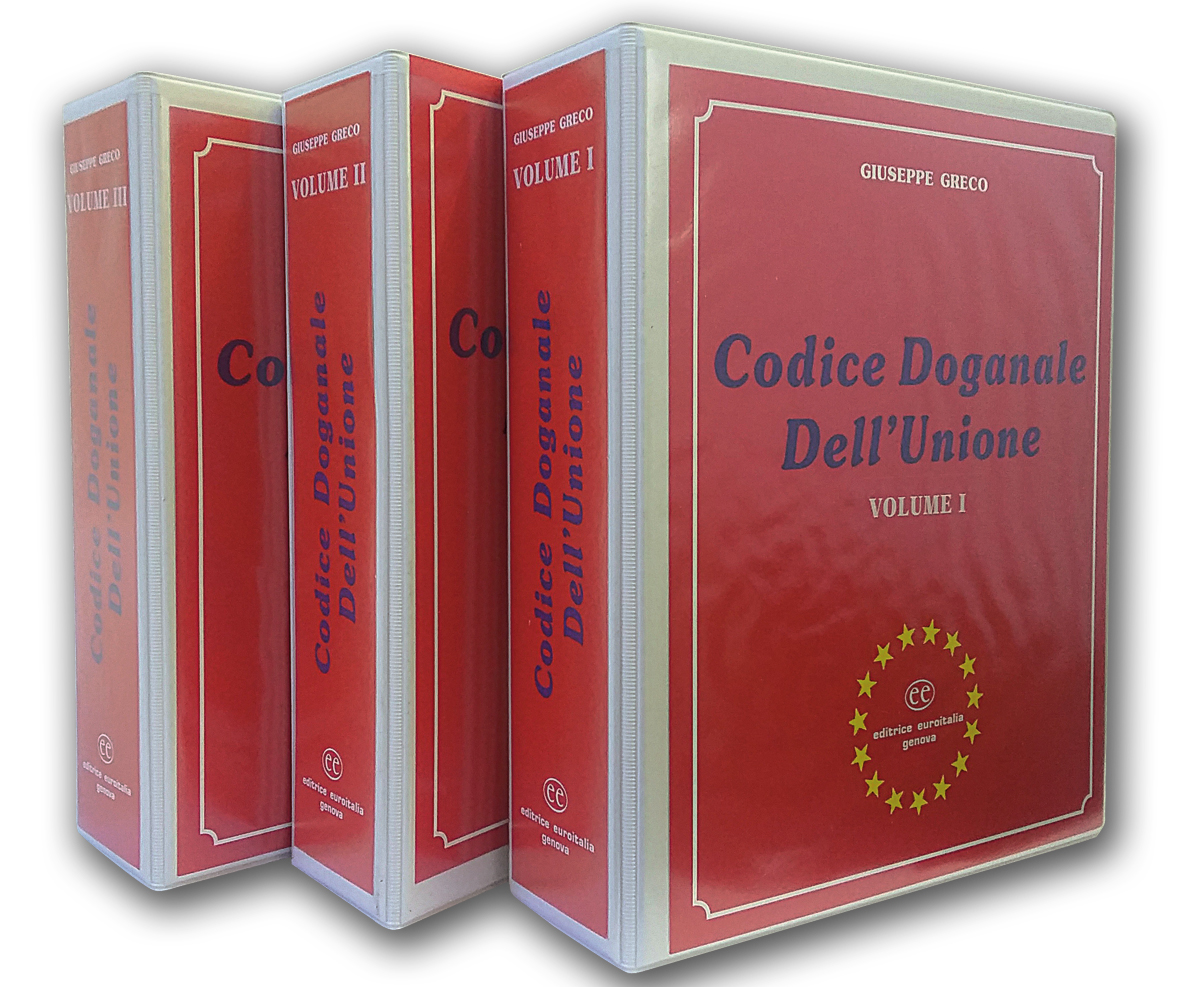 GIUSEPPE GRECO
VOLUME III
Codice Doganale
Dell'Unione
ee
editrice euroitalia
genova
Co
GIUSEPPE GRECO
VOLUME II
Codice Doganale
Dell'Unione
ee
editrice euroitalia
genova
Co
GIUSEPPE GRECO
VOLUME I
Codice Doganale
Dell'Unione
ee
editrice euroitalia
genova
GIUSEPPE GRECO
Codice Doganale
Dell'Unione
VOLUME I
ee
editrice euroitalia
genova